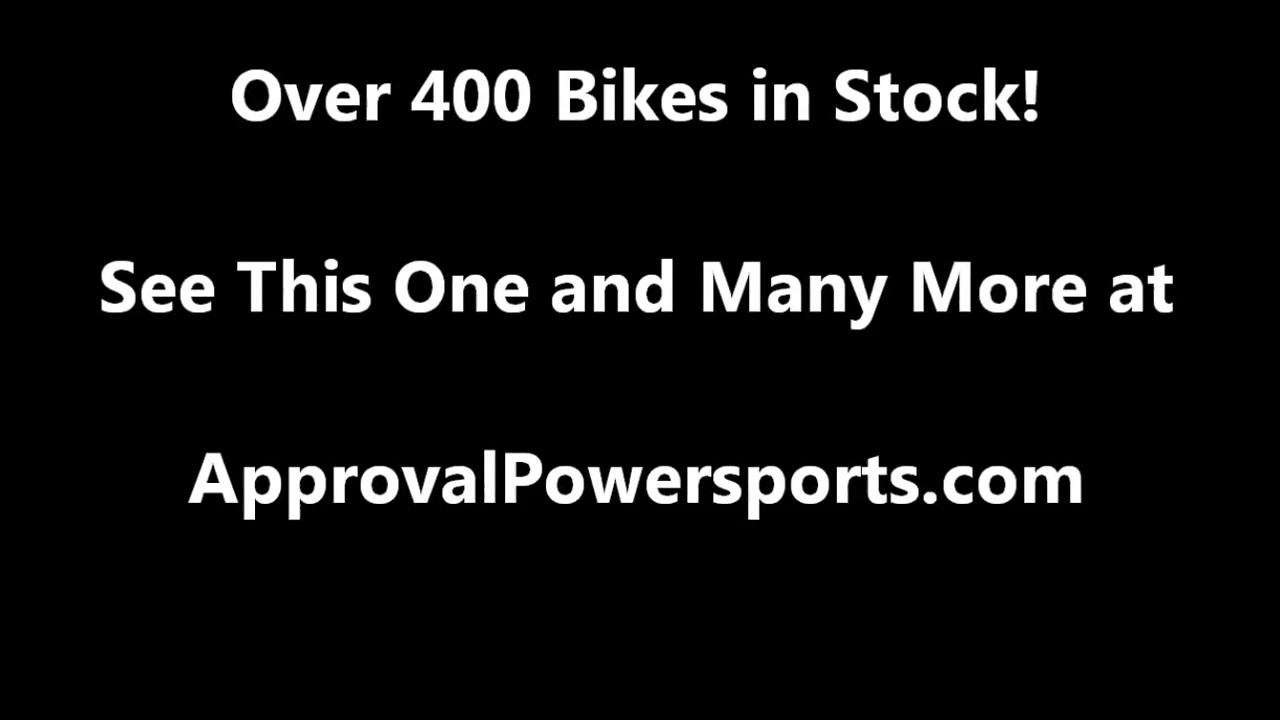 Over 400 Bikes in Stock!
See This One and Many More at
ApprovalPowersports.com